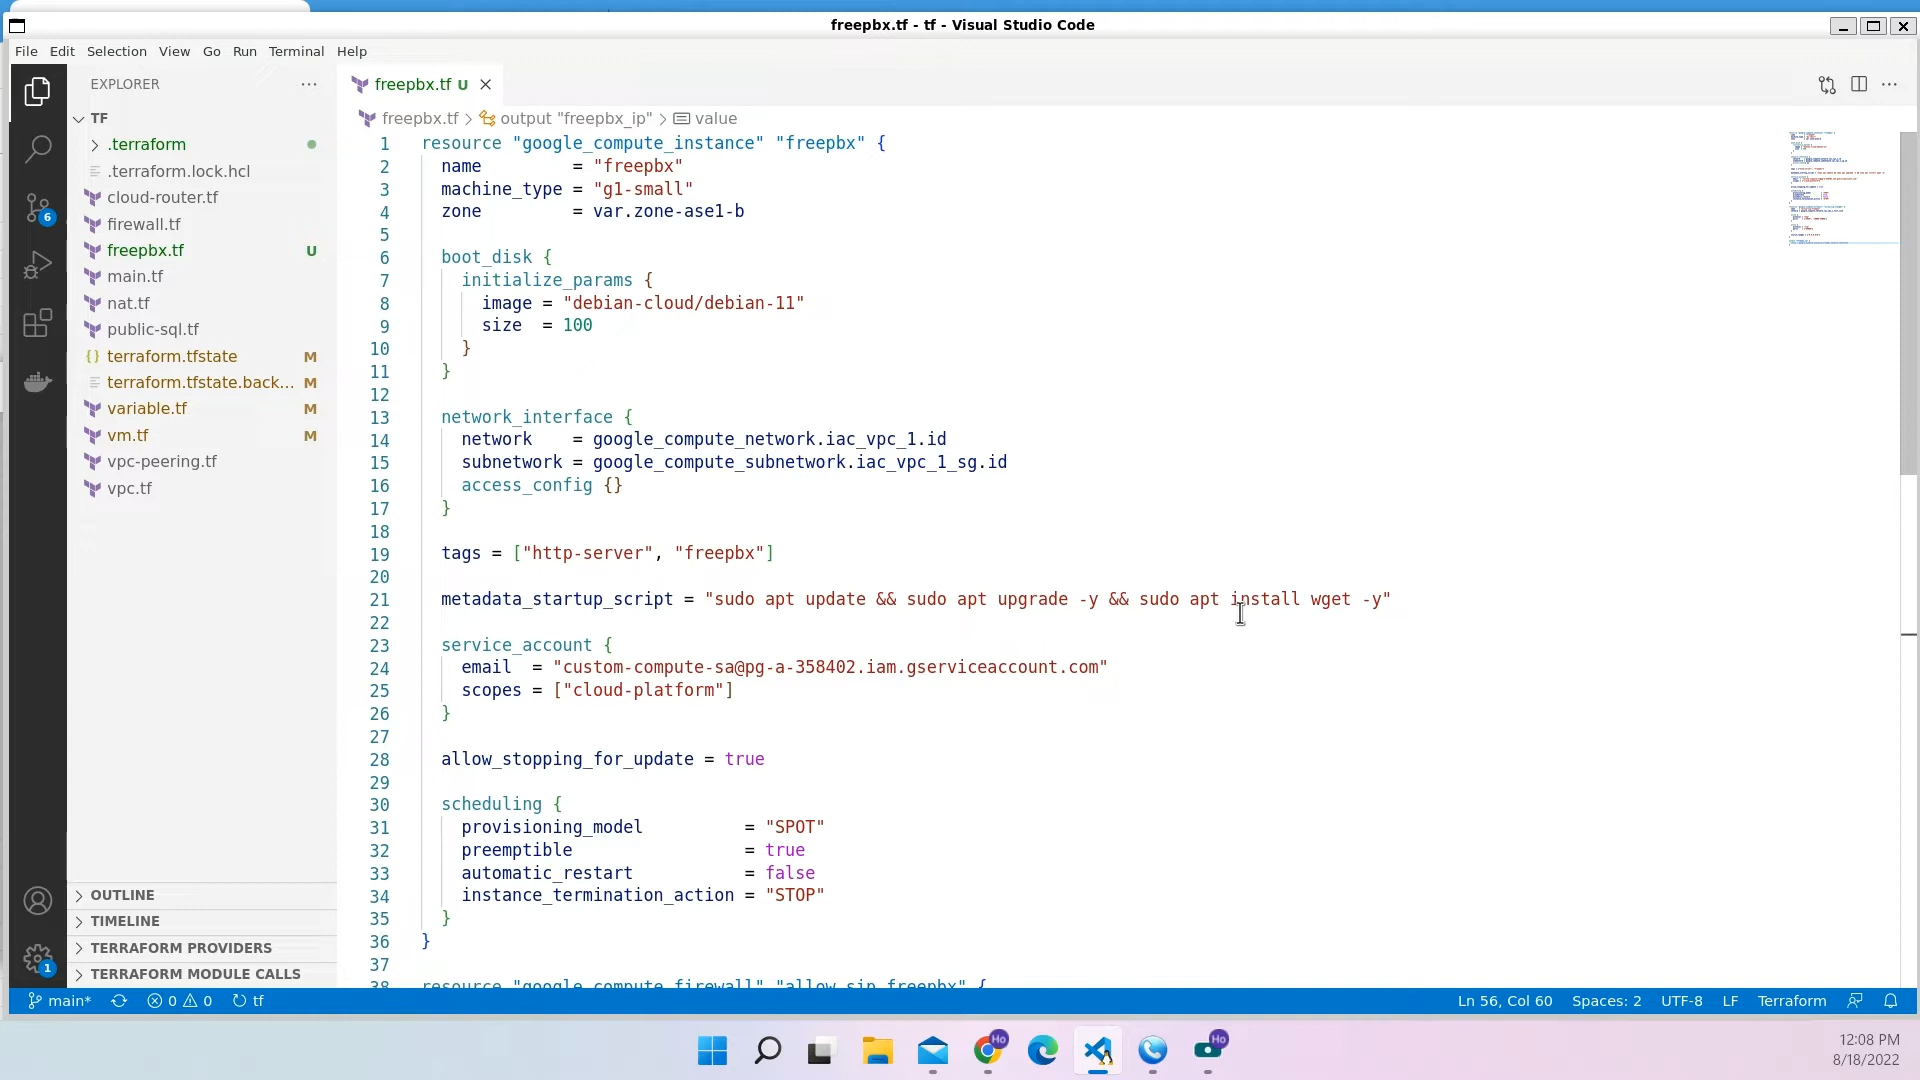 freepbx.tf - tf - Visual Studio Code
File Edit Selection View Go Run Terminal Help
EXPLORER
TF
.terraform
.terraform.lock.hcl
cloud-router.tf
firewall.tf
freepbx.tf U
main.tf
nat.tf
public-sql.tf
{} terraform.tfstate M
terraform.tfstate.back... M
variable.tf M
vm.tf M
vpc-peering.tf
vpc.tf
OUTLINE
TIMELINE
TERRAFORM PROVIDERS
TERRAFORM MODULE CALLS
6
1
freepbx.tf U
freepbx.tf > output "freepbx_ip" > value
1 resource "google_compute_instance" "freepbx" {
2 name = "freepbx"
3 machine_type = "g1-small"
4 zone = var.zone-ase1-b
5
6 boot_disk {
7 initialize_params {
8 image = "debian-cloud/debian-11"
9 size = 100
10 }
11 }
12
13 network_interface {
14 network = google_compute_network.iac_vpc_1.id
15 subnetwork = google_compute_subnetwork.iac_vpc_1_sg.id
16 access_config {}
17 }
18
19 tags = ["http-server", "freepbx"]
20
21 metadata_startup_script = "sudo apt update && sudo apt upgrade -y && sudo apt install wget -y"
22
23 service_account {
24 email = "custom-compute-sa@pg-a-358402.iam.gserviceaccount.com"
25 scopes = ["cloud-platform"]
26 }
27
28 allow_stopping_for_update = true
29
30 scheduling {
31 provisioning_model = "SPOT"
32 preemptible = true
33 automatic_restart = false
34 instance_termination_action = "STOP"
35 }
36 }
37
38 resource "google_compute_firewall" "allow_sip_freepbx" {
main* 0 0 tf
Ln 56, Col 60 Spaces: 2 UTF-8 LF Terraform
Ho
Ho
12:08 PM
8/18/2022